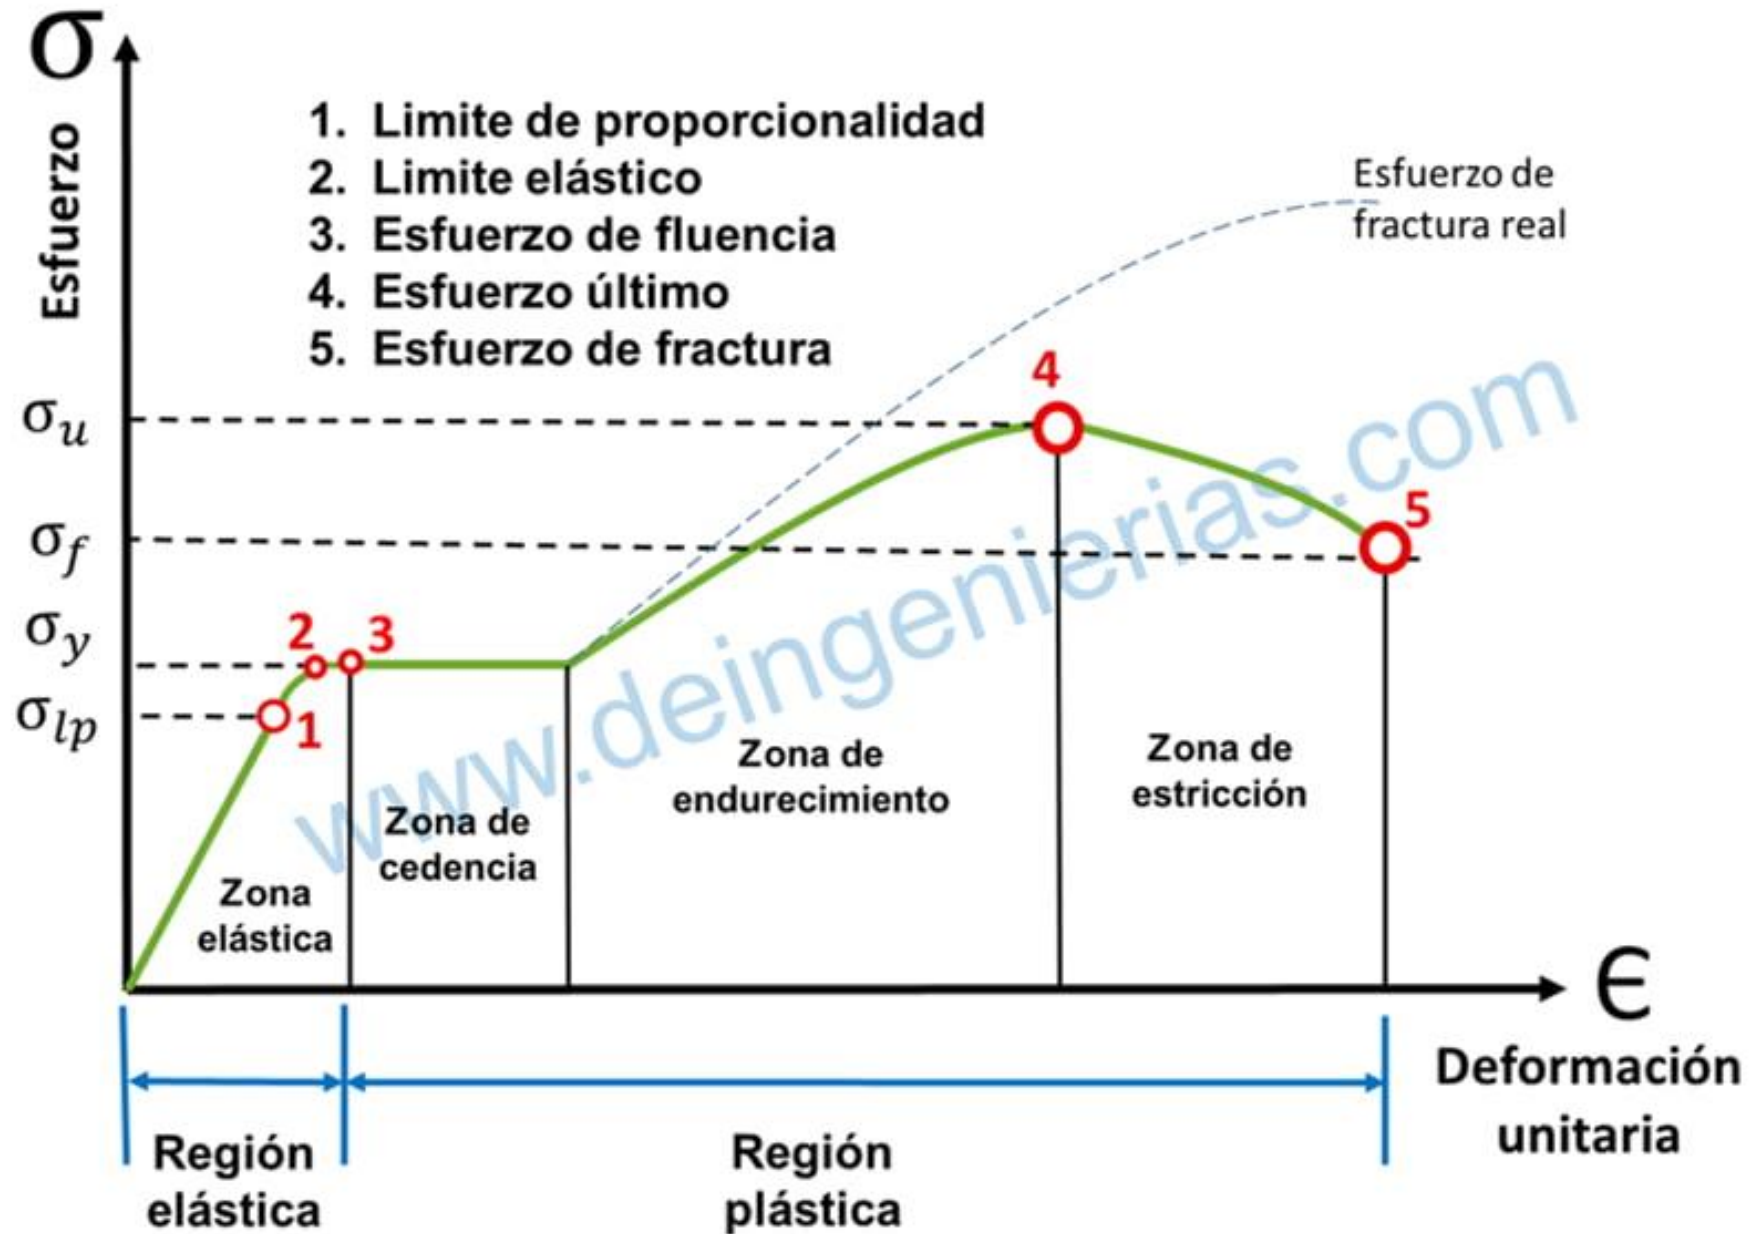 σ
Esfuerzo
1. Limite de proporcionalidad
2. Limite elástico
3. Esfuerzo de fluencia
4. Esfuerzo último
5. Esfuerzo de fractura
Esfuerzo de
fractura real
σu
σf
σy
σlp
1
2
3
4
5
www.deingenierias.com
Zona
elástica
Zona de
cedencia
Zona de
endurecimiento
Zona de
estricción
Є
Deformación
unitaria
Región
elástica
Región
plástica